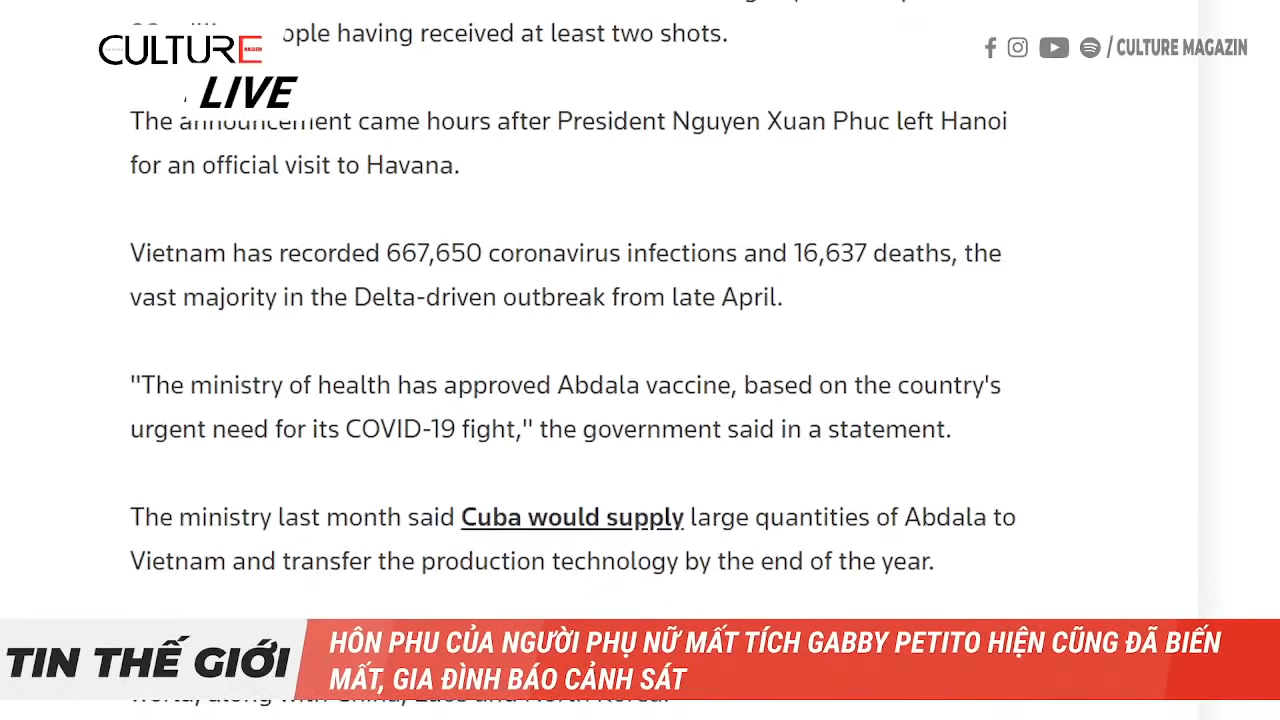 ople having received at least two shots.
CULTURE
LIVE
/ CULTURE MAGAZIN
The announcement came hours after President Nguyen Xuan Phuc left Hanoi
for an official visit to Havana.
Vietnam has recorded 667,650 coronavirus infections and 16,637 deaths, the
vast majority in the Delta-driven outbreak from late April.
"The ministry of health has approved Abdala vaccine, based on the country's
urgent need for its COVID-19 fight," the government said in a statement.
The ministry last month said Cuba would supply large quantities of Abdala to
Vietnam and transfer the production technology by the end of the year.
TIN THẾ GIỚI
HÔN PHU CỦA NGƯỜI PHỤ NỮ MẤT TÍCH GABBY PETITO HIỆN CŨNG ĐÃ BIẾN
MẤT, GIA ĐÌNH BÁO CẢNH SÁT